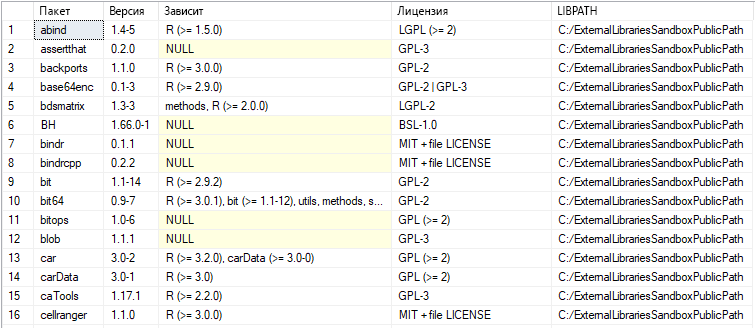 Пакет Версия Зависит Лицензия LIBPATH
1 abind 1.4-5 R (>= 1.5.0) LGPL (>= 2) C:/ExternalLibrariesSandboxPublicPath
2 assertthat 0.2.0 NULL GPL-3 C:/ExternalLibrariesSandboxPublicPath
3 backports 1.1.0 R (>= 3.0.0) GPL-2 C:/ExternalLibrariesSandboxPublicPath
4 base64enc 0.1-3 R (>= 2.9.0) GPL-2 | GPL-3 C:/ExternalLibrariesSandboxPublicPath
5 bdsmatrix 1.3-3 methods, R (>= 2.0.0) LGPL-2 C:/ExternalLibrariesSandboxPublicPath
6 BH 1.66.0-1 NULL BSL-1.0 C:/ExternalLibrariesSandboxPublicPath
7 bindr 0.1.1 NULL MIT + file LICENSE C:/ExternalLibrariesSandboxPublicPath
8 bindrcpp 0.2.2 NULL MIT + file LICENSE C:/ExternalLibrariesSandboxPublicPath
9 bit 1.1-14 R (>= 2.9.2) GPL-2 C:/ExternalLibrariesSandboxPublicPath
10 bit64 0.9-7 R (>= 3.0.1), bit (>= 1.1-12), utils, methods, s... GPL-2 C:/ExternalLibrariesSandboxPublicPath
11 bitops 1.0-6 NULL GPL (>= 2) C:/ExternalLibrariesSandboxPublicPath
12 blob 1.1.1 NULL GPL-3 C:/ExternalLibrariesSandboxPublicPath
13 car 3.0-2 R (>= 3.2.0), carData (>= 3.0-0) GPL (>= 2) C:/ExternalLibrariesSandboxPublicPath
14 carData 3.0-1 R (>= 3.0) GPL (>= 2) C:/ExternalLibrariesSandboxPublicPath
15 caTools 1.17.1 R (>= 2.2.0) GPL-3 C:/ExternalLibrariesSandboxPublicPath
16 cellranger 1.1.0 R (>= 3.0.0) MIT + file LICENSE C:/ExternalLibrariesSandboxPublicPath